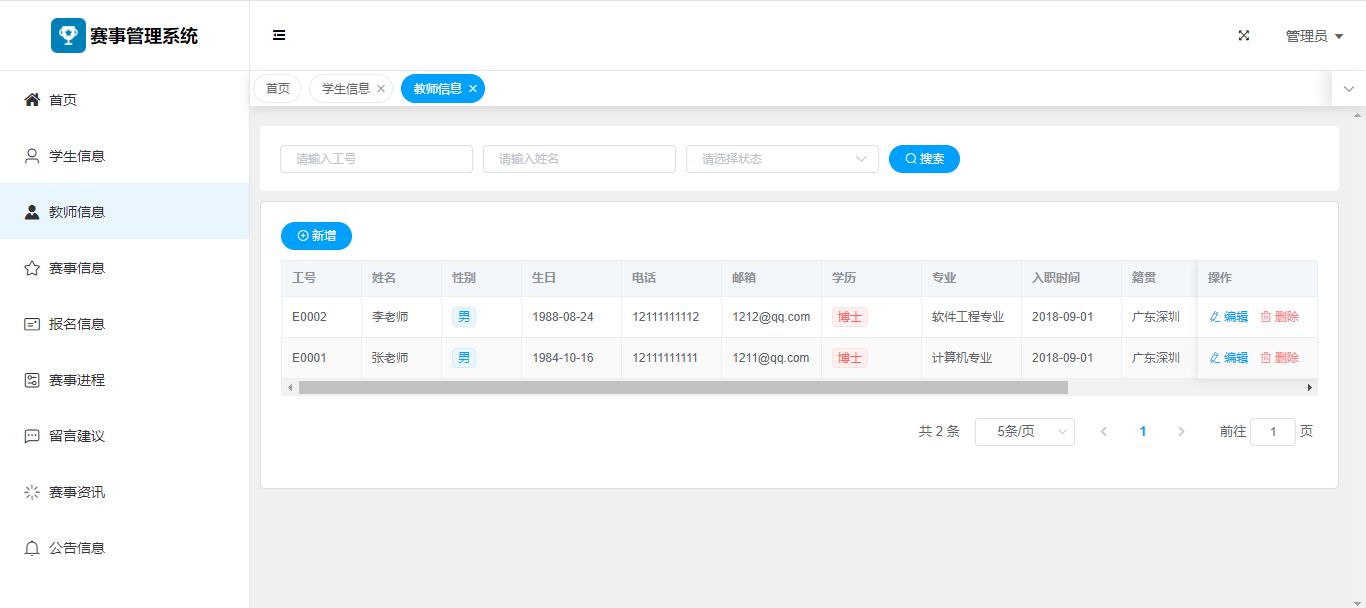 赛事管理系统
管理员
首页 学生信息 教师信息
首页
学生信息
教师信息
赛事信息
报名信息
赛事进程
留言建议
赛事资讯
公告信息
请输入工号 请输入姓名 请选择状态 搜索
新增
工号 姓名 性别 生日 电话 邮箱 学历 专业 入职时间 籍贯 操作
E0002 李老师 男 1988-08-24 12111111112 1212@qq.com 博士 软件工程专业 2018-09-01 广东深圳 编辑 删除
E0001 张老师 男 1984-10-16 12111111111 1211@qq.com 博士 计算机专业 2018-09-01 广东深圳 编辑 删除
共 2 条 5条/页 1 前往 1 页